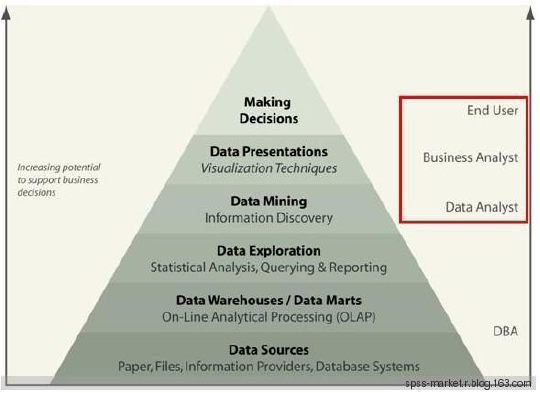 Making
Decisions
End User
Data Presentations
Visualization Techniques
Business Analyst
Increasing potential
to support business
decisions
Data Mining
Information Discovery
Data Analyst
Data Exploration
Statistical Analysis, Querying & Reporting
Data Warehouses / Data Marts
On-Line Analytical Processing (OLAP)
DBA
Data Sources
Paper, Files, Information Providers, Database Systems
spss-market.r.blog.163.com